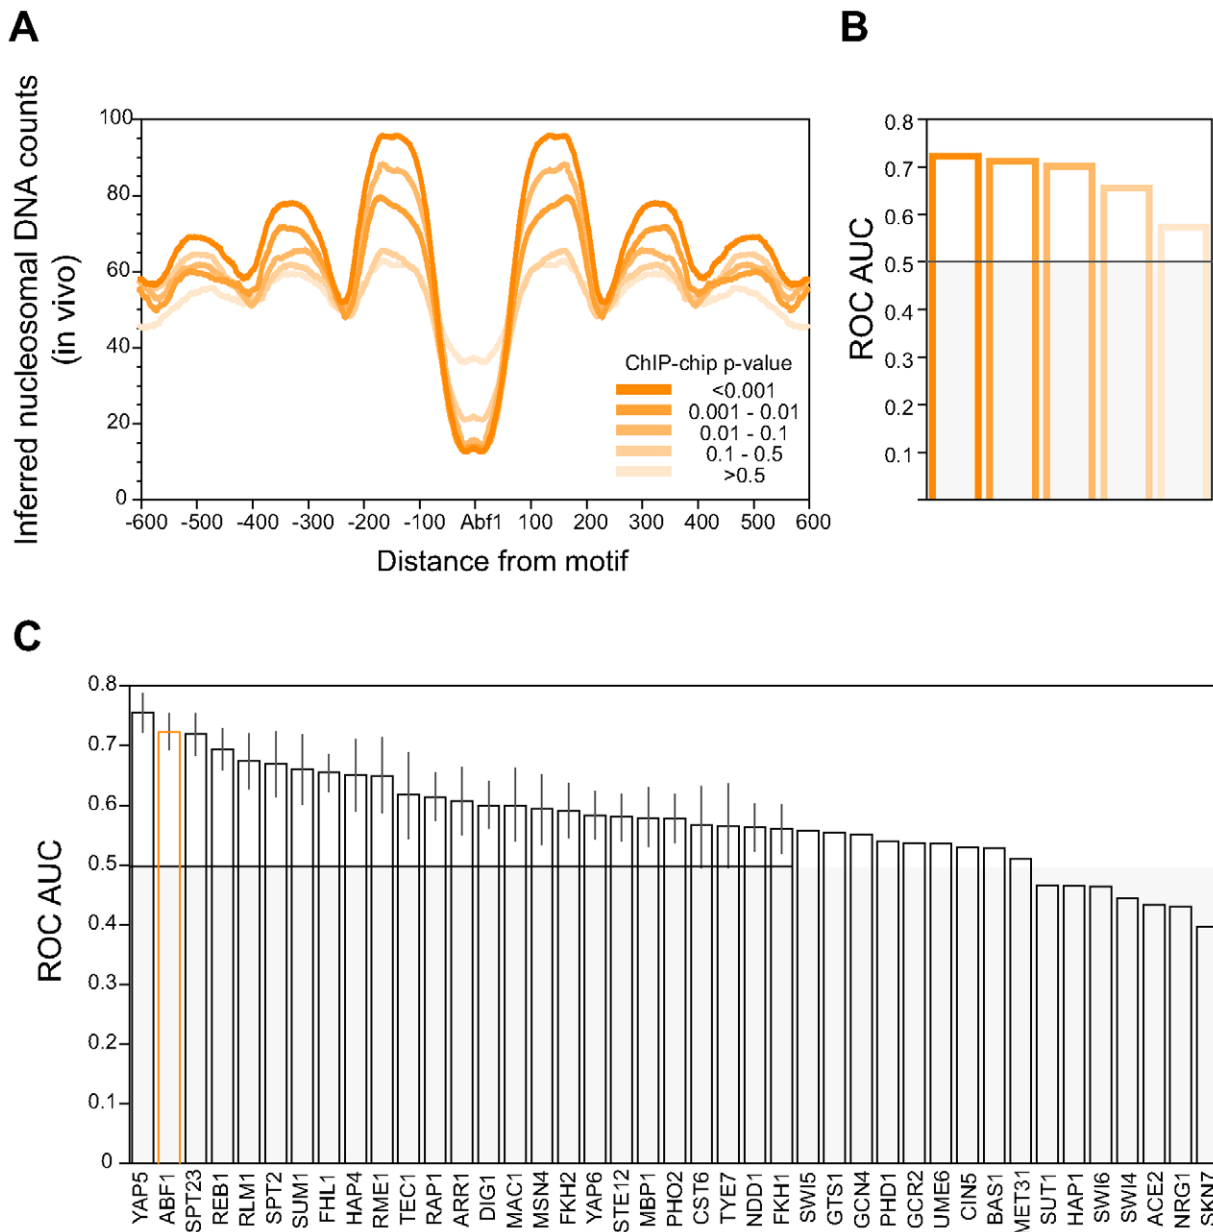 A
B
Inferred nucleosomal DNA counts
(in vivo)
100
80
60
40
20
0
-600 -500 -400 -300 -200 -100 Abf1 100 200 300 400 500 600
Distance from motif
ChIP-chip p-value
<0.001
0.001 - 0.01
0.01 - 0.1
0.1 - 0.5
>0.5
ROC AUC
0.8
0.7
0.6
0.5
0.4
0.3
0.2
0.1
C
ROC AUC
0.8
0.7
0.6
0.5
0.4
0.3
0.2
0.1
0
YAP5
ABF1
SPT23
REB1
RLM1
SPT2
SUM1
FHL1
HAP4
RME1
TEC1
RAP1
ARR1
DIG1
MAC1
MSN4
FKH2
YAP6
STE12
MBP1
PHO2
CST6
TYE7
NDD1
FKH1
SWI5
GTS1
GCN4
PHD1
GCR2
UME6
CIN5
BAS1
MET31
SUT1
HAP1
SWI6
SWI4
ACE2
NRG1
SKN7